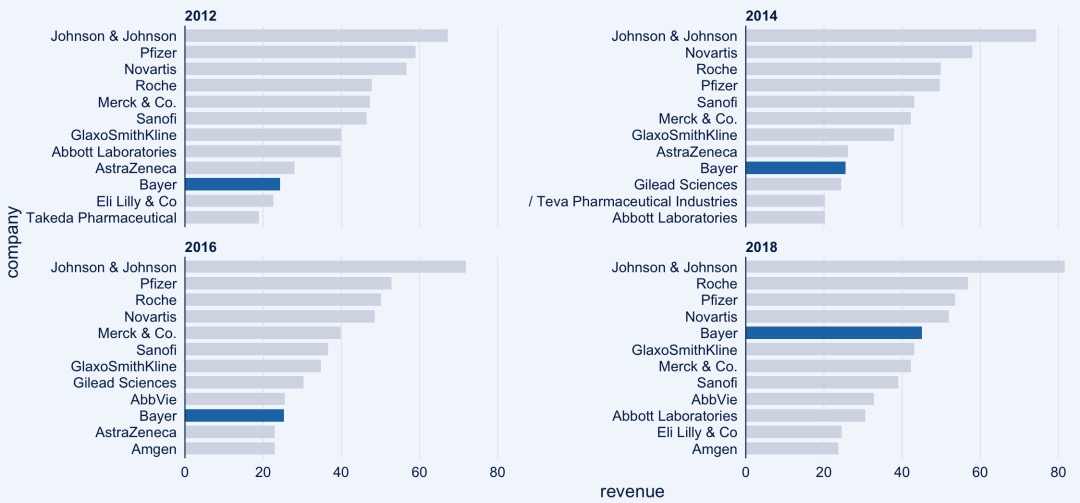 2012
Johnson & Johnson
Pfizer
Novartis
Roche
Merck & Co.
Sanofi
GlaxoSmithKline
Abbott Laboratories
AstraZeneca
Bayer
Eli Lilly & Co
Takeda Pharmaceutical
2014
Johnson & Johnson
Novartis
Roche
Pfizer
Sanofi
Merck & Co.
GlaxoSmithKline
AstraZeneca
Bayer
Gilead Sciences
/ Teva Pharmaceutical Industries
Abbott Laboratories
company
2016
Johnson & Johnson
Pfizer
Roche
Novartis
Merck & Co.
Sanofi
GlaxoSmithKline
Gilead Sciences
AbbVie
Bayer
AstraZeneca
Amgen
0 20 40 60 80
2018
Johnson & Johnson
Roche
Pfizer
Novartis
Bayer
GlaxoSmithKline
Merck & Co.
Sanofi
AbbVie
Abbott Laboratories
Eli Lilly & Co
Amgen
0 20 40 60 80
revenue